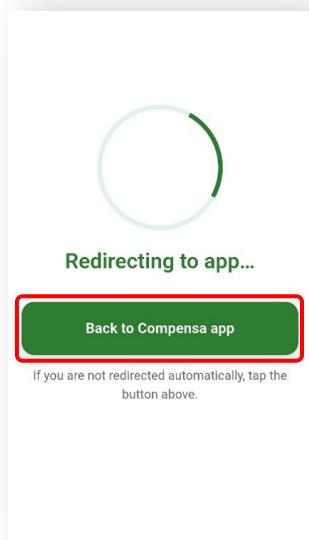 Redirecting to app...
Back to Compensa app
If you are not redirected automatically, tap the
button above.